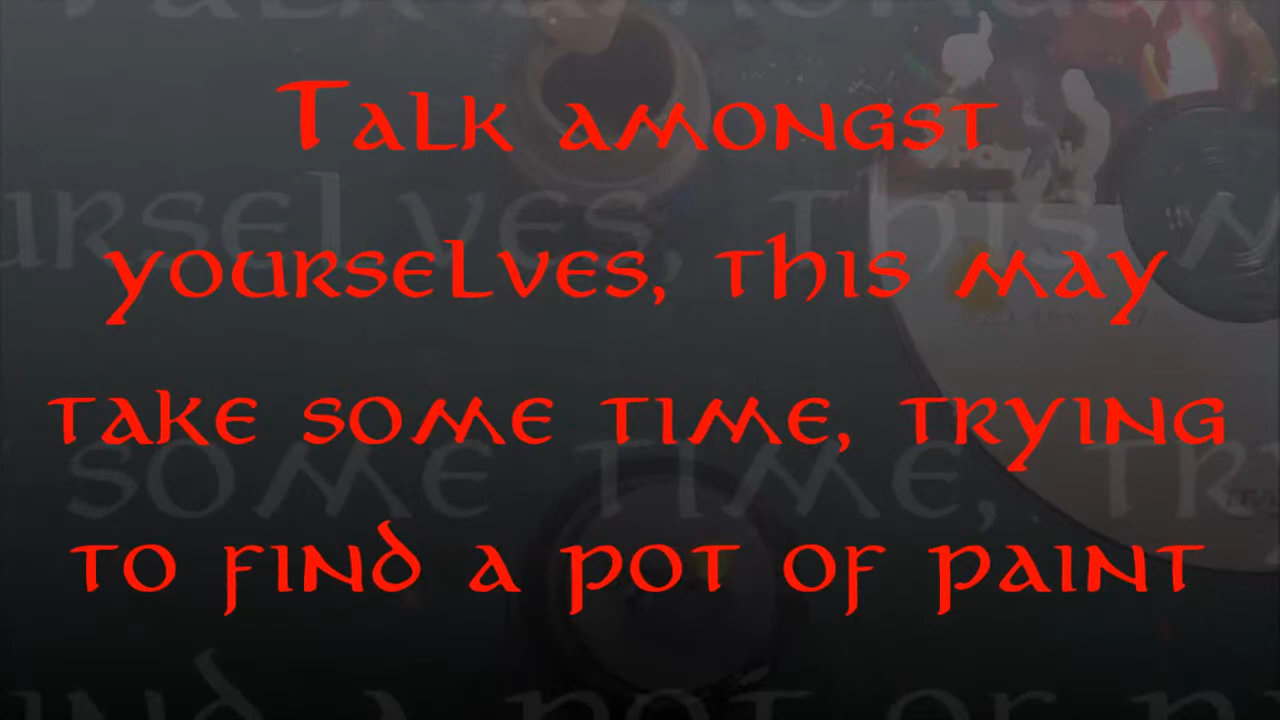 Talk amongst
yourselves, this may
take some time, trying
to find a pot of paint